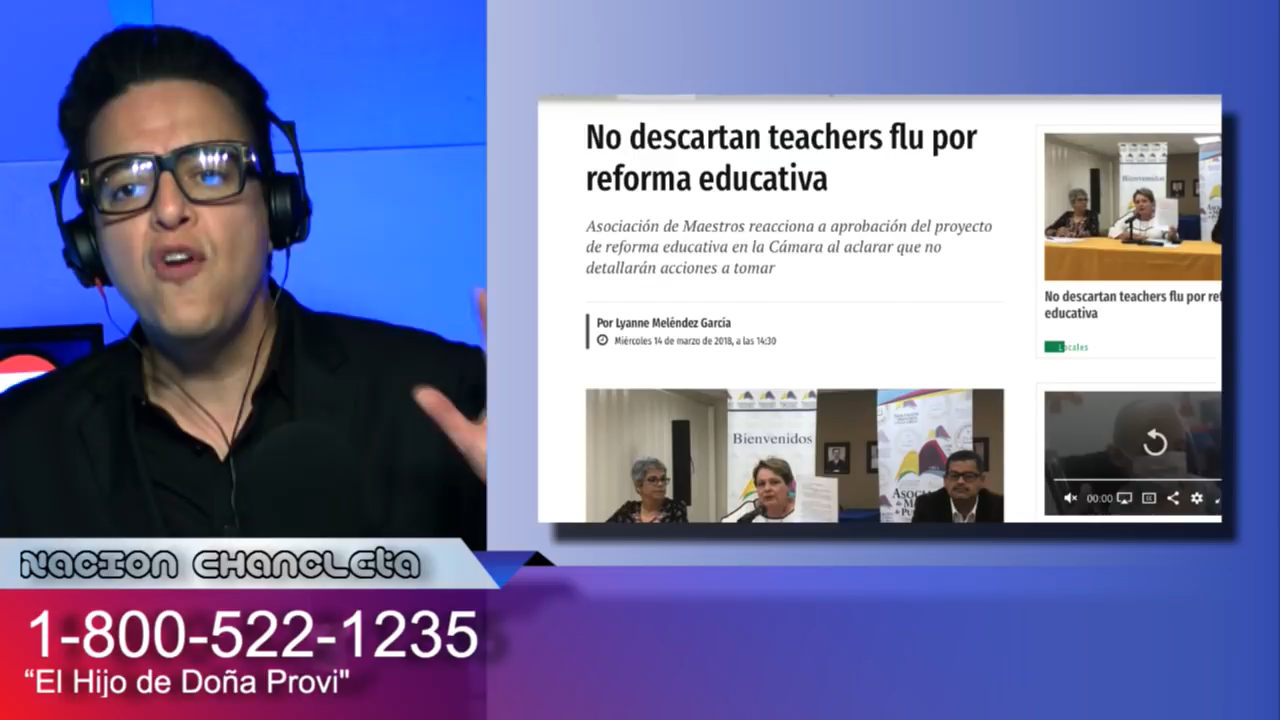 No descartan teachers flu por
reforma educativa
Asociación de Maestros reacciona a aprobación del proyecto
de reforma educativa en la Cámara al aclarar que no
detallarán acciones a tomar
Por Lyanne Meléndez García
Miércoles 14 de marzo de 2018, a las 14:30
Bienvenidos
Bienvenidos
No descartan teachers flu por
educativa
Locales
00:00
NACION CHANCLETA
1-800-522-1235
“El Hijo de Doña Provi"